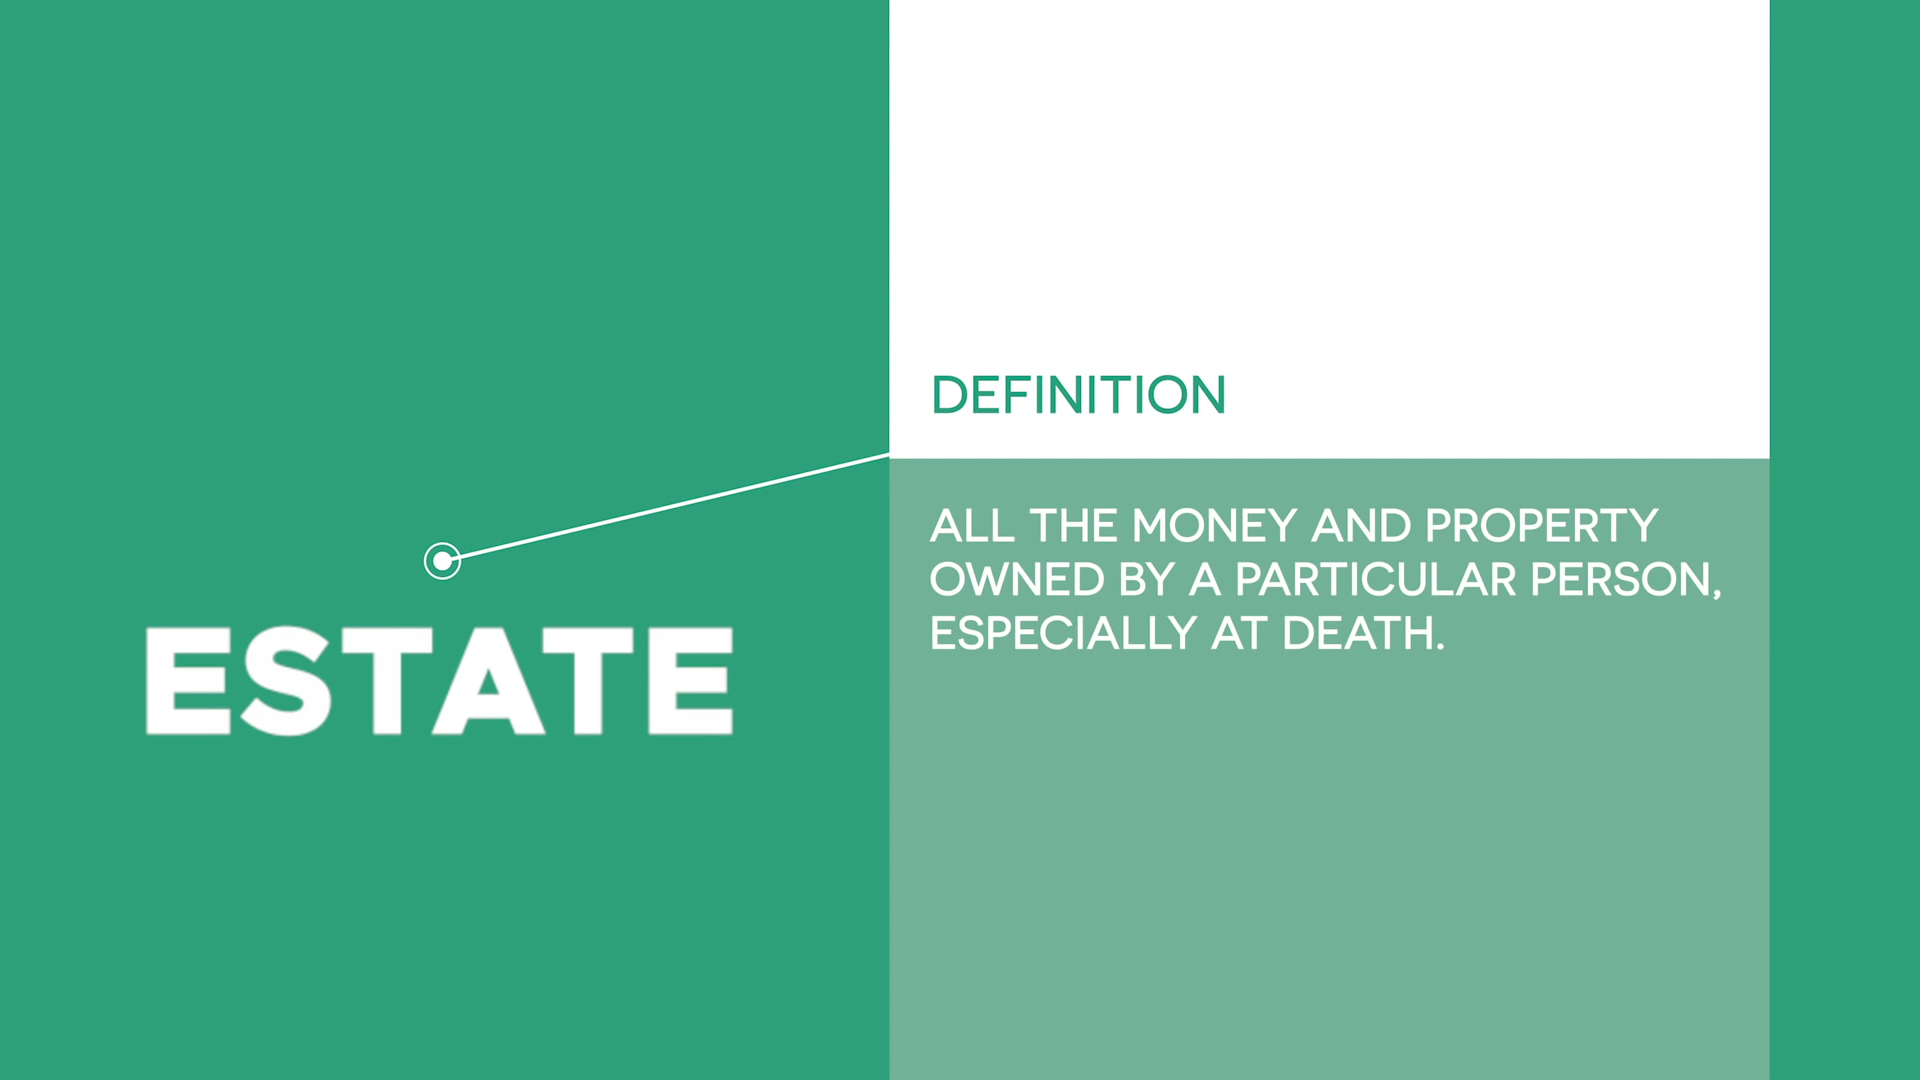 ESTATE
DEFINITION
ALL THE MONEY AND PROPERTY
OWNED BY A PARTICULAR PERSON,
ESPECIALLY AT DEATH.